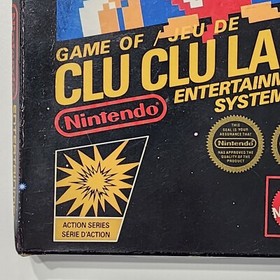 GAME OF / JEU DE
CLU CLU LA
Nintendo
ENTERTAINM
SYSTEM
THIS
SEAL IS YOUR
ASSURANCE THAT
Nintendo
HAS APPROVED THE
QUALITY OF THIS
PRODUCT
ACTION SERIES
SÉRIE D'ACTION